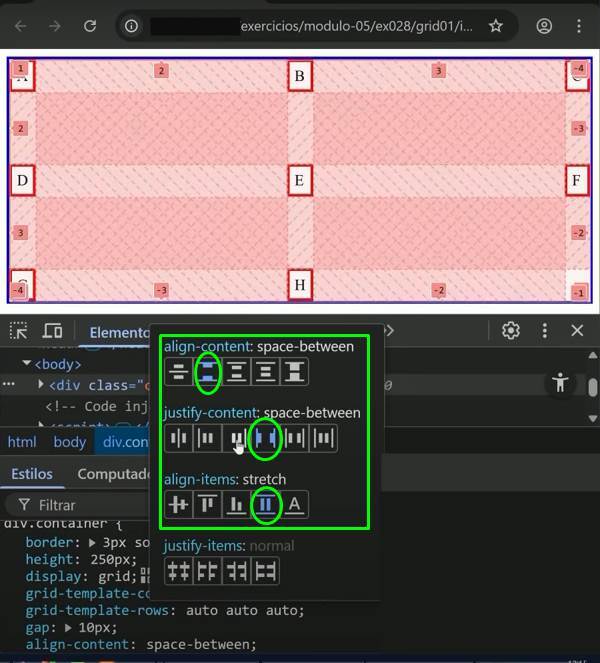 /exercicios/modulo-05/ex028/grid01/i...
1 2 B 3 -4
2 -3
D E F
3 -2
-4 -3 H -2 -1
Elemento
align-content: space-between
<body>
<div class="c
0
<!-- Code inj
justify-content: space-between
html body div.con
Estilos Computado
align-items: stretch
Filtrar
A
div.container {
border: 3px so
justify-items: normal
height: 250px;
display: grid;
grid-template-co
grid-template-rows: auto auto auto;
gap: 10px;
align-content: space-between;